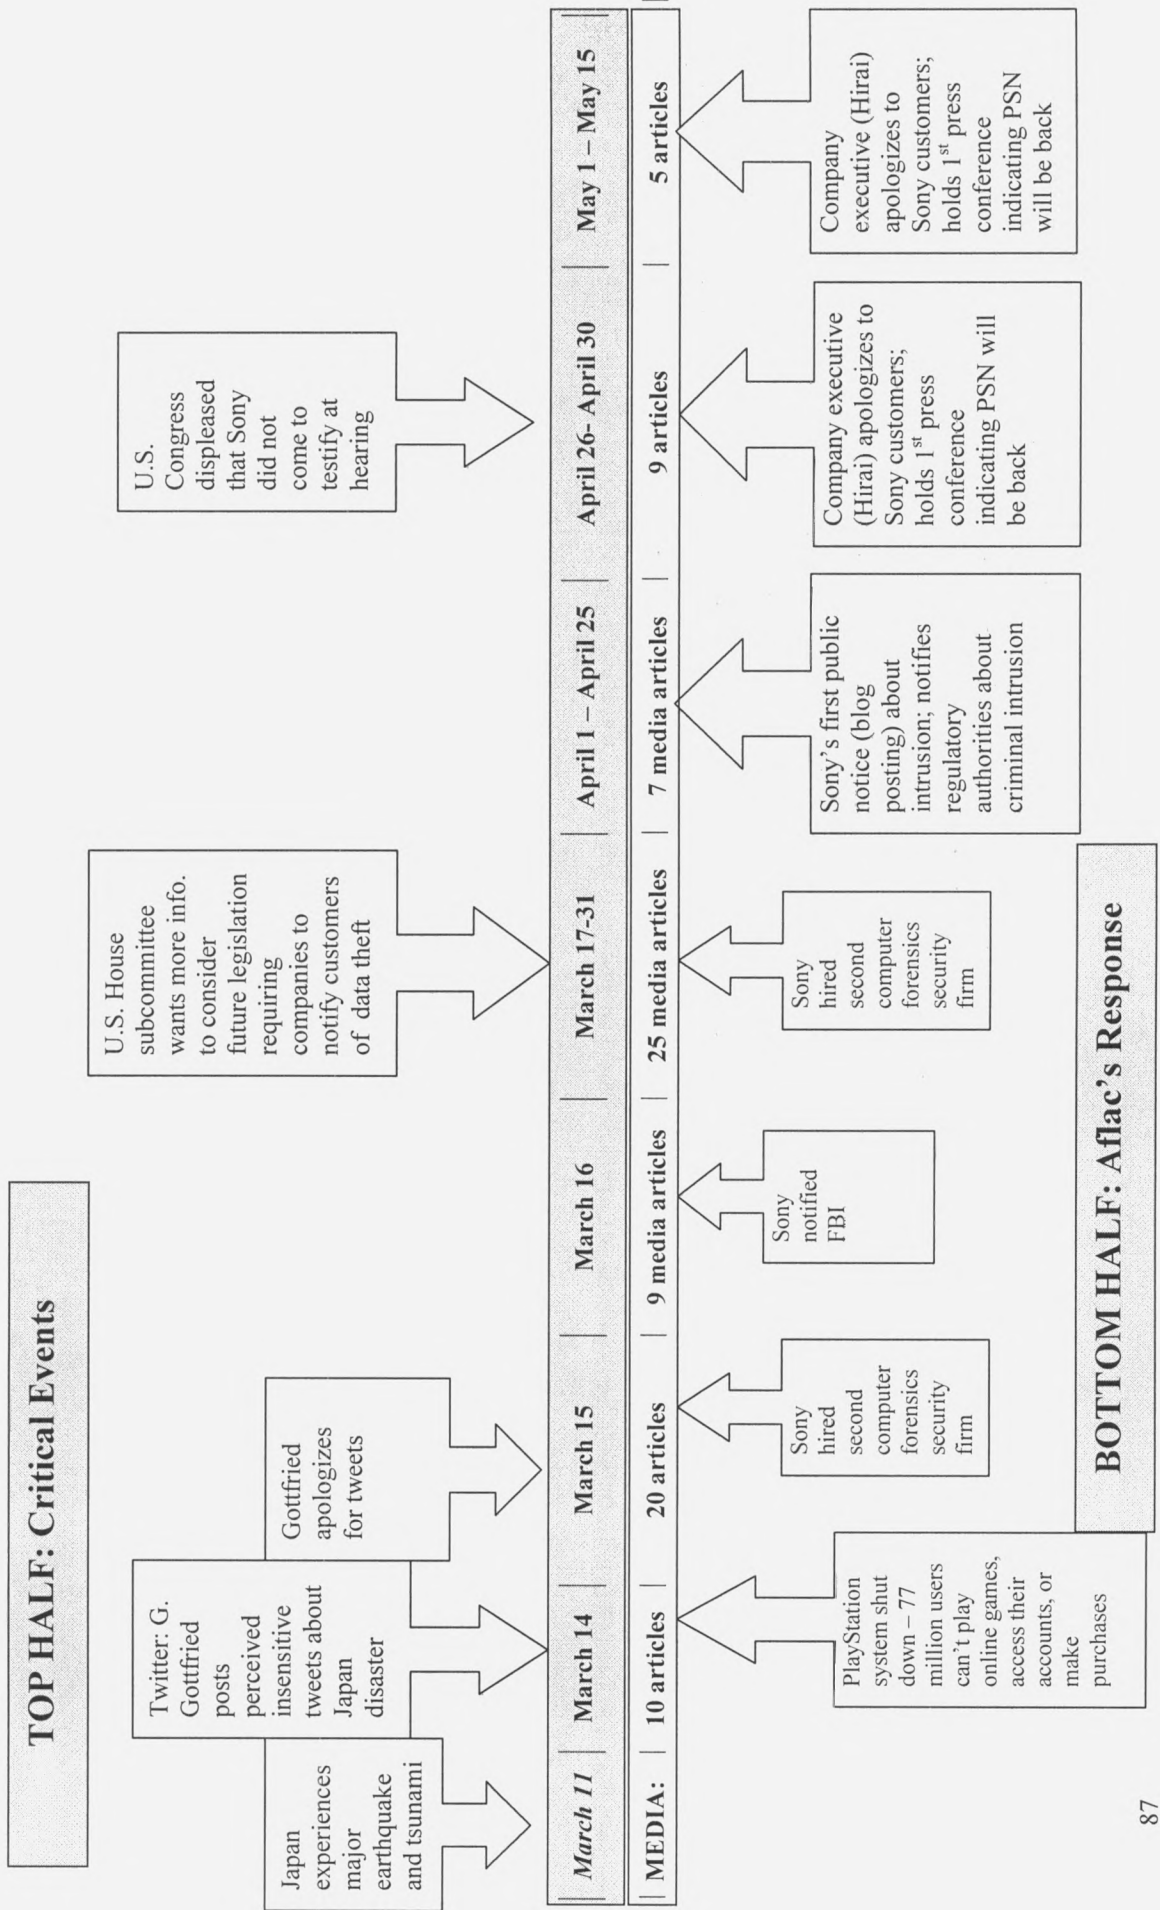 TOP HALF: Critical Events
Japan
experiences
major
earthquake
and tsunami
Twitter: G.
Gottfried
posts
perceived
insensitive
tweets about
Japan
disaster
Gottfried
apologizes
for tweets
U.S. House
subcommittee
wants more info.
to consider
future legislation
requiring
companies to
notify customers
of data theft
U.S.
Congress
displeased
that Sony
did not
come to
testify at
hearing
March 11 | March 14 | March 15 | March 16 | March 17-31 | April 1 – April 25 | April 26- April 30 | May 1 – May 15
MEDIA: | 10 articles | 20 articles | 9 media articles | 25 media articles | 7 media articles | 9 articles | 5 articles
PlayStation
system shut
down – 77
million users
can't play
online games,
access their
accounts, or
make
purchases
Sony
hired
second
computer
forensics
security
firm
Sony
notified
FBI
Sony
hired
second
computer
forensics
security
firm
Sony's first public
notice (blog
posting) about
intrusion; notifies
regulatory
authorities about
criminal intrusion
Company executive
(Hirai) apologizes to
Sony customers;
holds 1st press
conference
indicating PSN will
be back
Company
executive (Hirai)
apologizes to
Sony customers;
holds 1st press
conference
indicating PSN
will be back
BOTTOM HALF: Aflac's Response
87